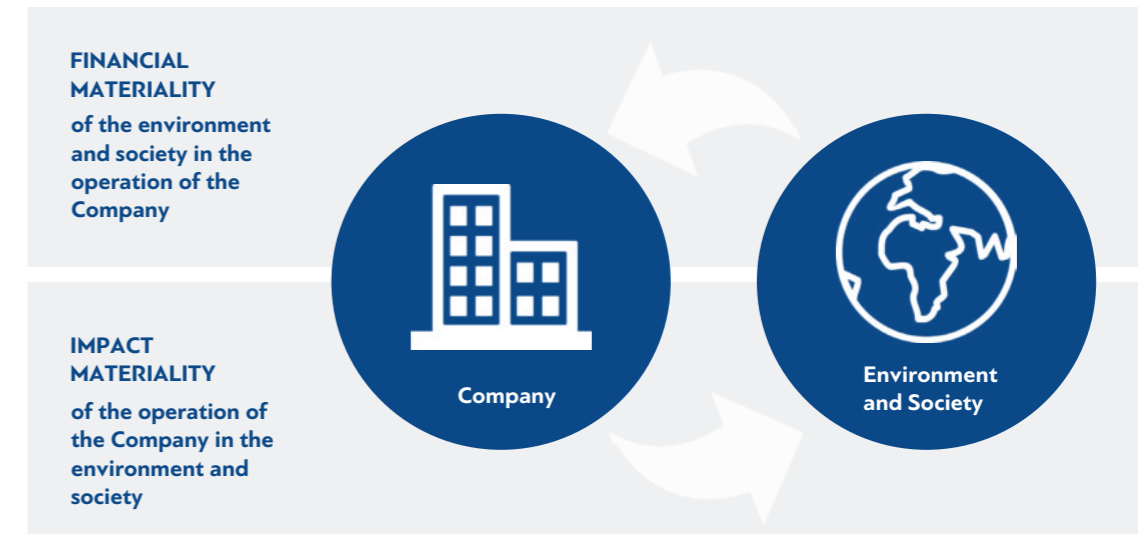 FINANCIAL
MATERIALITY
of the environment
and society in the
operation of the
Company
IMPACT
MATERIALITY
of the operation of
the Company in the
environment and
society
Company
Environment
and Society